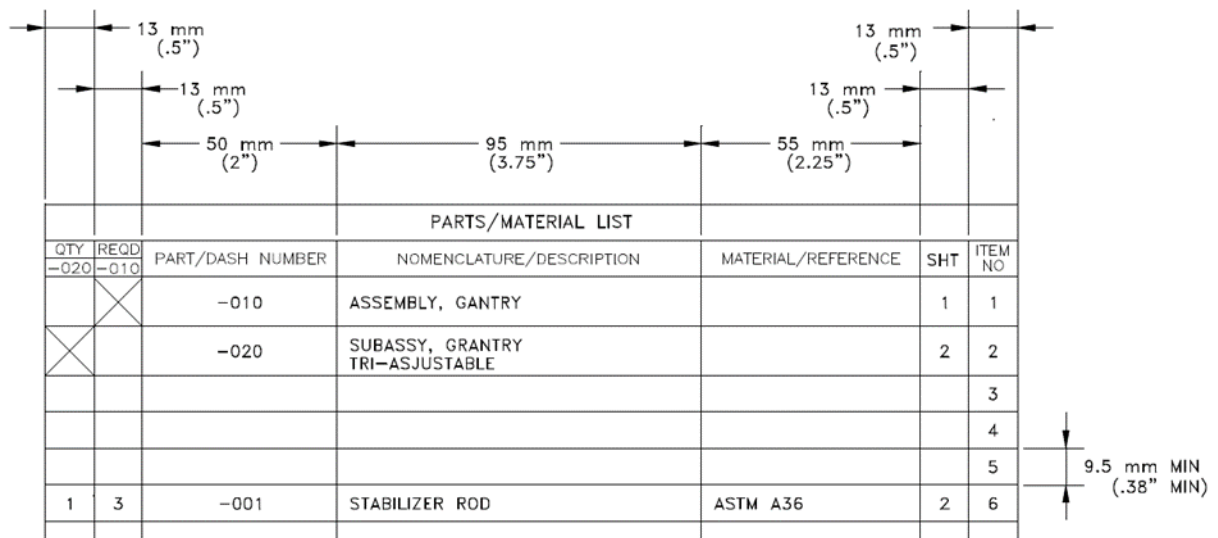 13 mm
(.5")
13 mm
(.5")
13 mm
(.5")
13 mm
(.5")
50 mm
(2")
95 mm
(3.75")
55 mm
(2.25")
PARTS/MATERIAL LIST
QTY REQD PART/DASH NUMBER NOMENCLATURE/DESCRIPTION MATERIAL/REFERENCE SHT ITEM NO
-020 -010
-010 ASSEMBLY, GANTRY 1 1
-020 SUBASSY, GRANTRY 2 2
TRI-ASJUSTABLE
3
4
5
9.5 mm MIN
(.38" MIN)
1 3 -001 STABILIZER ROD ASTM A36 2 6